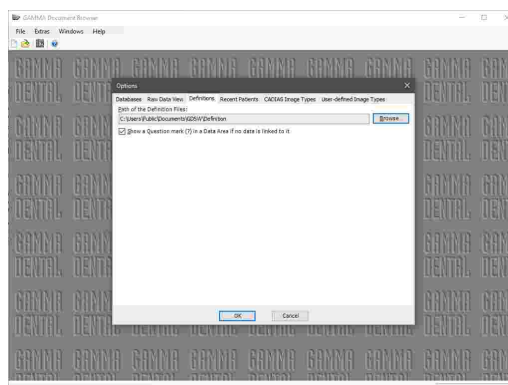 GAMMA Document Browser
File Extras Windows Help
Options
Databases Raw Data View Definitions Recent Patients CADIAS Image Types User-defined Image Types
Path of the Definition Files:
C:\Users\Public\Documents\GDSW\Definition
Browse...
Show a Question mark (?) in a Data Area if no data is linked to it
OK Cancel
GAMMA
DENTAL